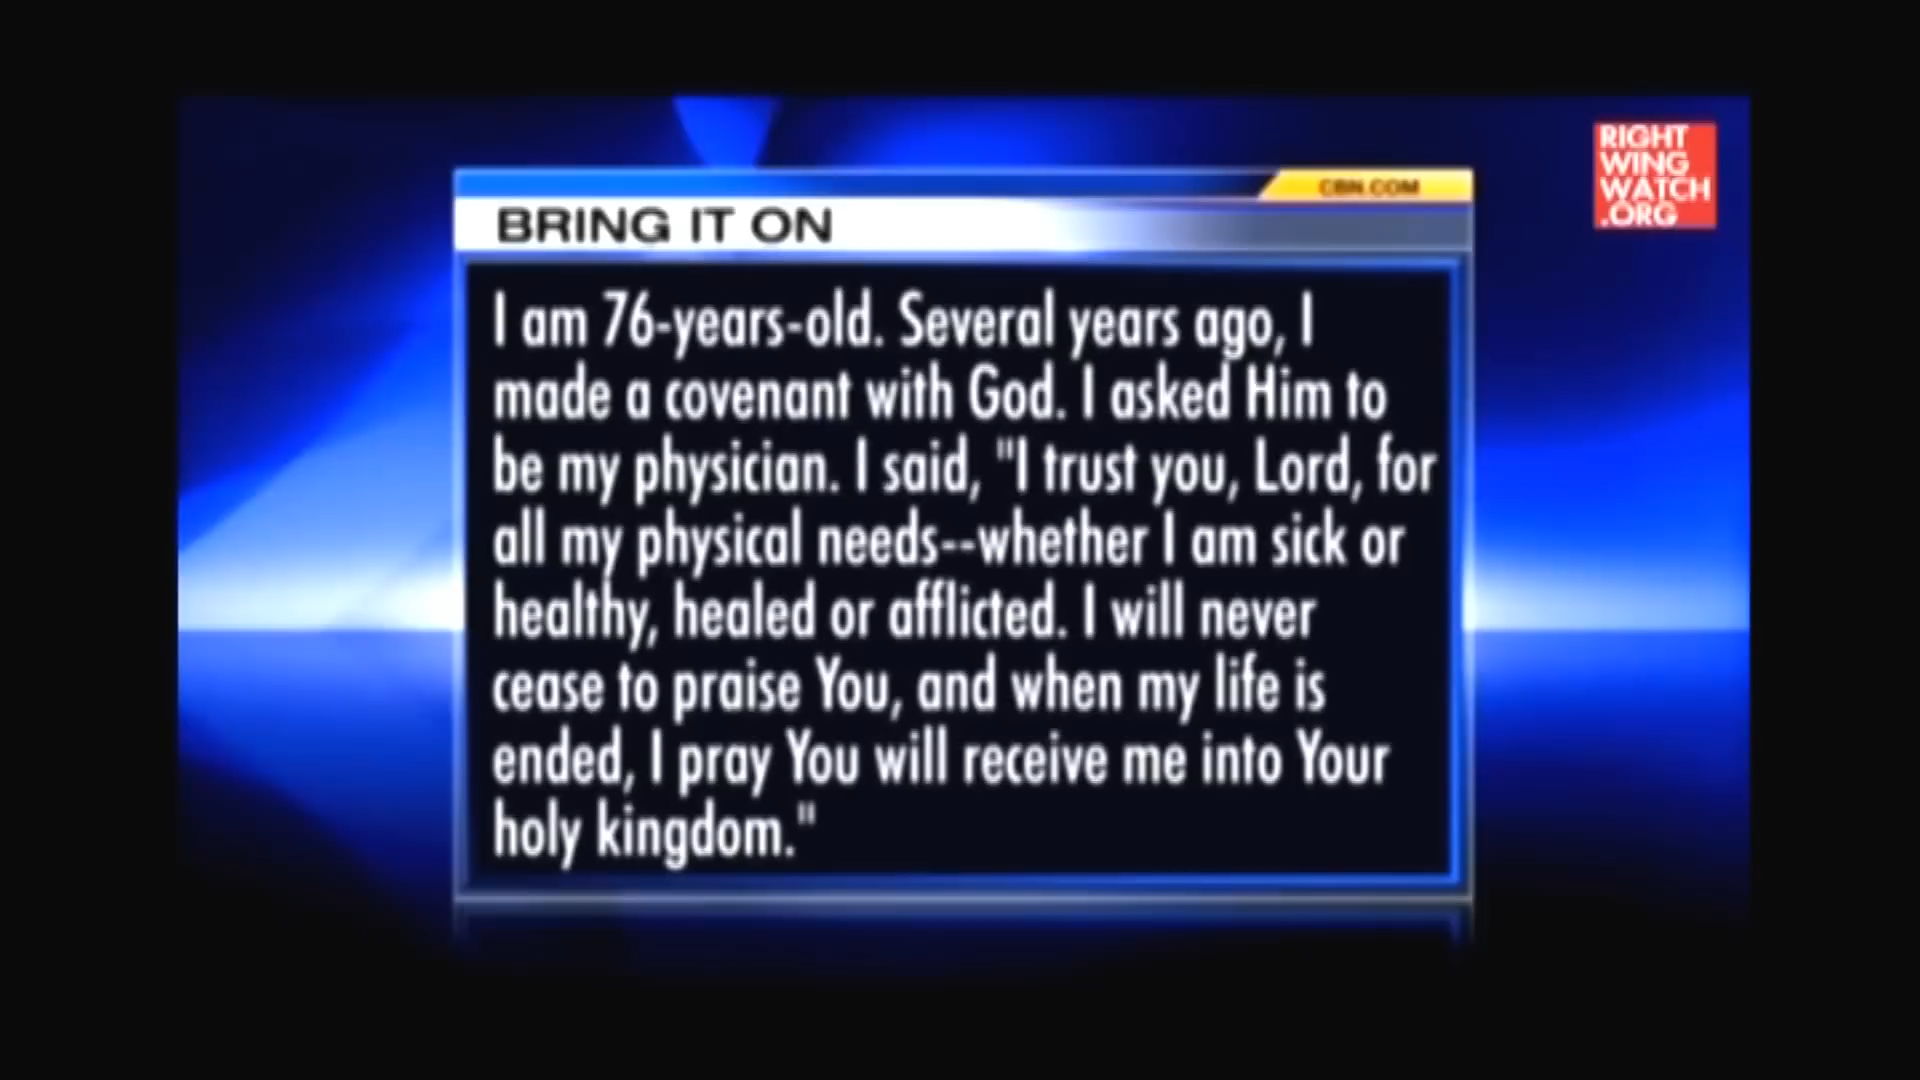 RIGHT
WING
WATCH
.ORG
CBN.COM
BRING IT ON
I am 76-years-old. Several years ago, I
made a covenant with God. I asked Him to
be my physician. I said, "I trust you, Lord, for
all my physical needs--whether I am sick or
healthy, healed or afflicted. I will never
cease to praise You, and when my life is
ended, I pray You will receive me into Your
holy kingdom."